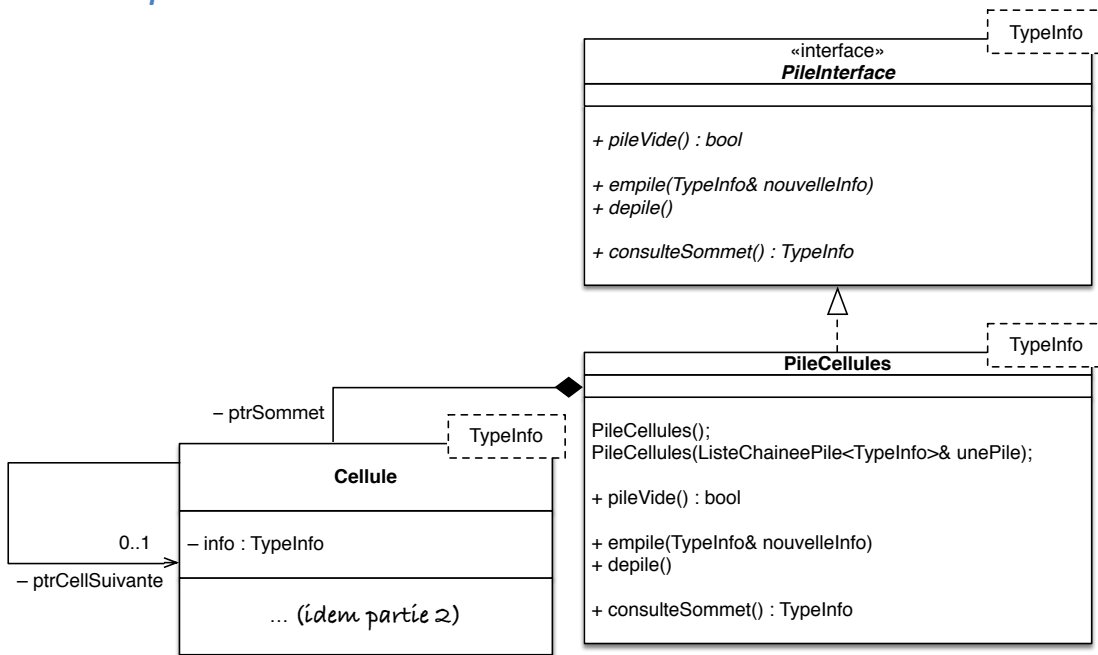 TypeInfo
«interface»
PileInterface
+ pileVide() : bool
+ empile(TypeInfo& nouvelleInfo)
+ depile()
+ consulteSommet() : TypeInfo
TypeInfo
PileCellules
PileCellules();
PileCellules(ListeChaineePile<TypeInfo>& unePile);
+ pileVide() : bool
+ empile(TypeInfo& nouvelleInfo)
+ depile()
+ consulteSommet() : TypeInfo
– ptrSommet
TypeInfo
Cellule
– info : TypeInfo
... (idem partie 2)
0..1
– ptrCellSuivante